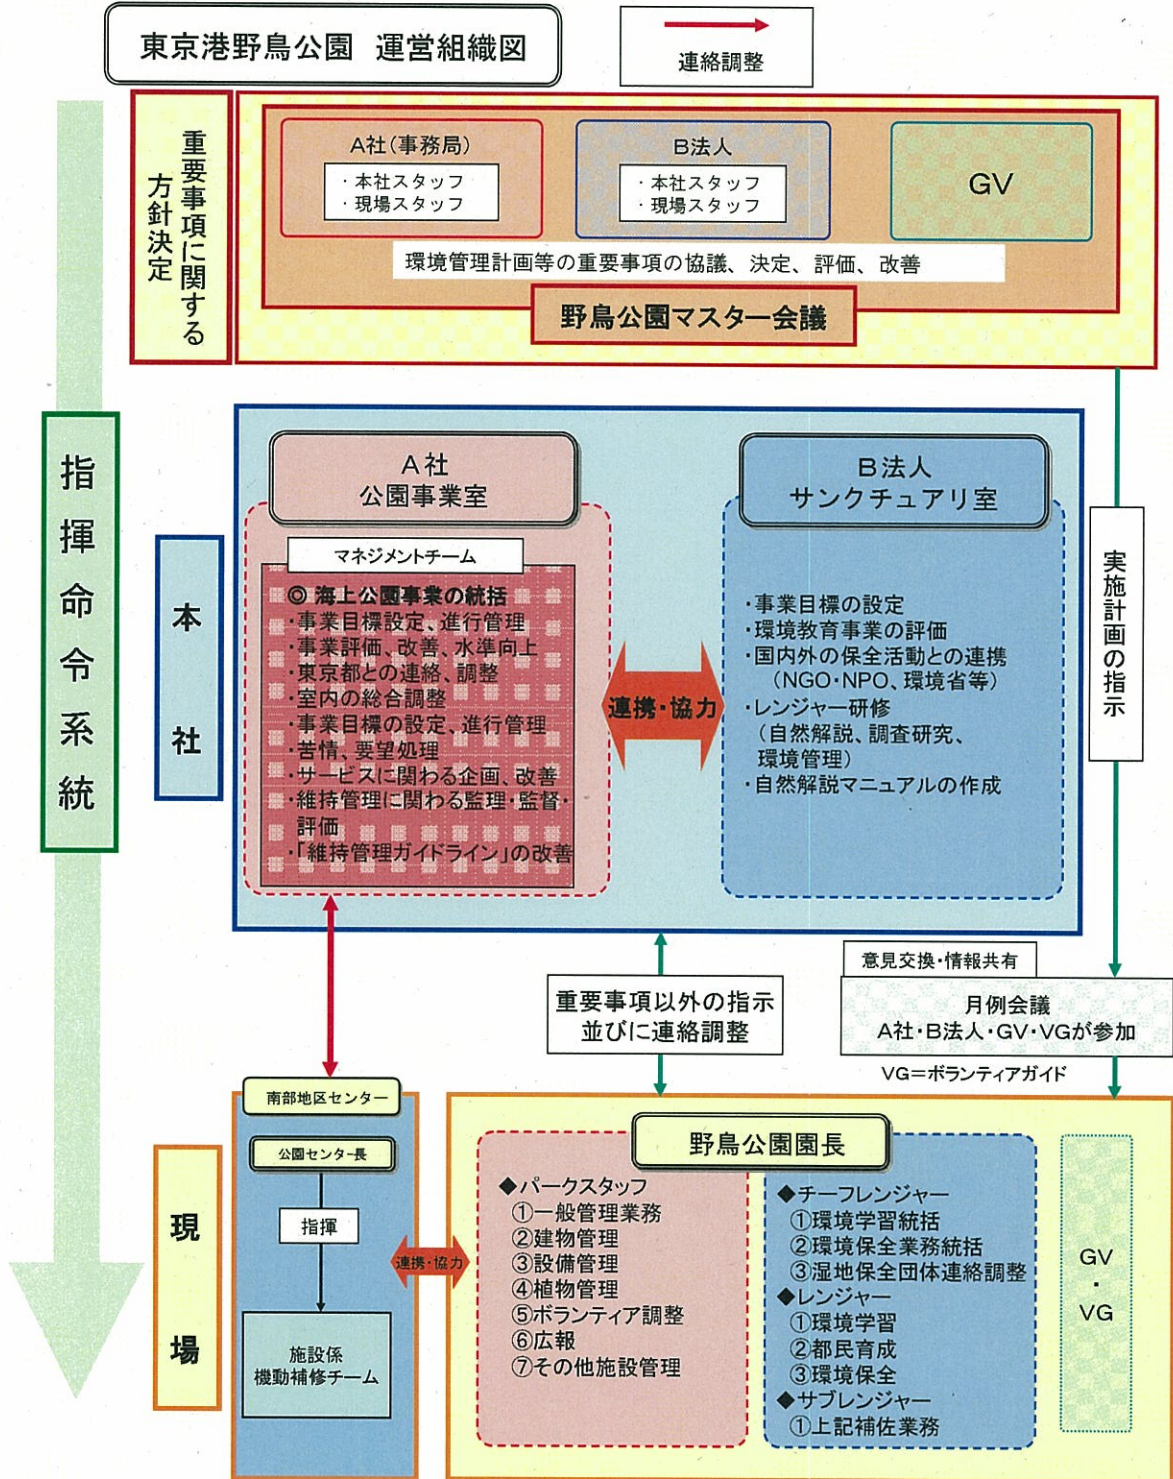 東京港野鳥公園 運営組織図
連絡調整
重要事項に関する
方針決定
A社(事務局)
・本社スタッフ
・現場スタッフ
B法人
・本社スタッフ
・現場スタッフ
GV
環境管理計画等の重要事項の協議、決定、評価、改善
野鳥公園マスター会議
指揮命令系統
本社
A社
公園事業室
マネジメントチーム
◎ 海上公園事業の統括
・事業目標設定、進行管理
・事業評価、改善、水準向上
・東京都との連絡、調整
・室内の総合調整
・事業目標の設定、進行管理
・苦情、要望処理
・サービスに関わる企画、改善
・維持管理に関わる監理・監督・
評価
・「維持管理ガイドライン」の改善
連携・協力
B法人
サンクチュアリ室
・事業目標の設定
・環境教育事業の評価
・国内外の保全活動との連携
(NGO・NPO、環境省等)
・レンジャー研修
(自然解説、調査研究、
環境管理)
・自然解説マニュアルの作成
実施計画の指示
重要事項以外の指示
並びに連絡調整
意見交換・情報共有
月例会議
A社・B法人・GV・VGが参加
VG=ボランティアガイド
現場
南部地区センター
公園センター長
指揮
施設係
機動補修チーム
連携・協力
野鳥公園園長
◆パークスタッフ
①一般管理業務
②建物管理
③設備管理
④植物管理
⑤ボランティア調整
⑥広報
⑦その他施設管理
◆チーフレンジャー
①環境学習統括
②環境保全業務統括
③湿地保全団体連絡調整
◆レンジャー
①環境学習
②都民育成
③環境保全
◆サブレンジャー
①上記補佐業務
GV
・
VG